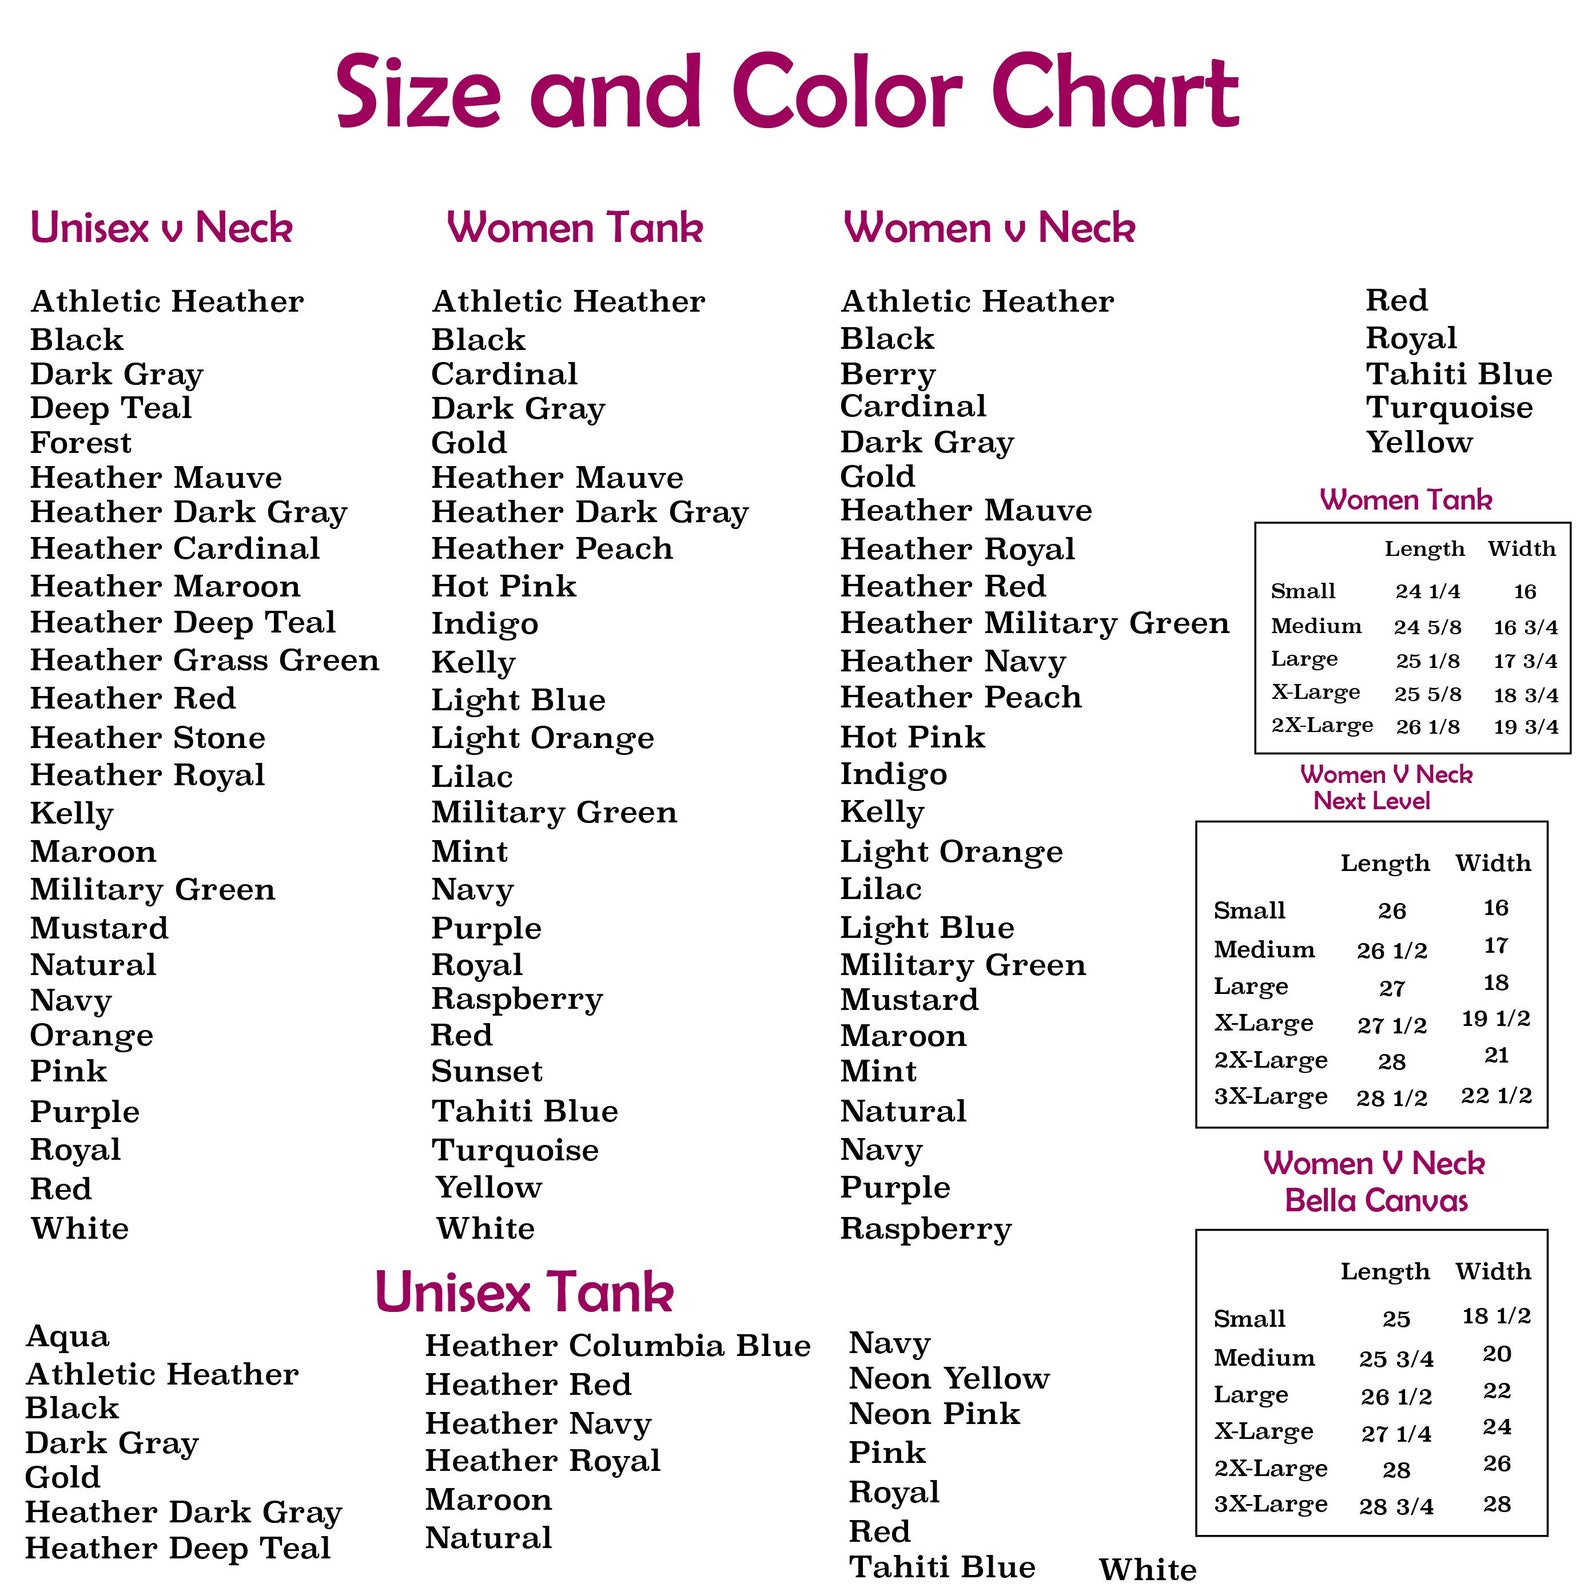 Size and Color Chart
Unisex v Neck
Athletic Heather
Black
Dark Gray
Deep Teal
Forest
Heather Mauve
Heather Dark Gray
Heather Cardinal
Heather Maroon
Heather Deep Teal
Heather Grass Green
Heather Red
Heather Stone
Heather Royal
Kelly
Maroon
Military Green
Mustard
Natural
Navy
Orange
Pink
Purple
Royal
Red
White
Women Tank
Athletic Heather
Black
Cardinal
Dark Gray
Gold
Heather Mauve
Heather Dark Gray
Heather Peach
Hot Pink
Indigo
Kelly
Light Blue
Light Orange
Lilac
Military Green
Mint
Navy
Purple
Royal
Raspberry
Red
Sunset
Tahiti Blue
Turquoise
Yellow
White
Women v Neck
Athletic Heather
Black
Berry
Cardinal
Dark Gray
Gold
Heather Mauve
Heather Royal
Heather Red
Heather Military Green
Heather Navy
Heather Peach
Hot Pink
Indigo
Kelly
Light Orange
Lilac
Light Blue
Military Green
Mustard
Maroon
Mint
Natural
Navy
Purple
Raspberry
Red
Royal
Tahiti Blue
Turquoise
Yellow
Women Tank
Length Width
Small 24 1/4 16
Medium 24 5/8 16 3/4
Large 25 1/8 17 3/4
X-Large 25 5/8 18 3/4
2X-Large 26 1/8 19 3/4
Women V Neck
Next Level
Length Width
Small 26 16
Medium 26 1/2 17
Large 27 18
X-Large 27 1/2 19 1/2
2X-Large 28 21
3X-Large 28 1/2 22 1/2
Women V Neck
Bella Canvas
Length Width
Small 25 18 1/2
Medium 25 3/4 20
Large 26 1/2 22
X-Large 27 1/4 24
2X-Large 28 26
3X-Large 28 3/4 28
Unisex Tank
Aqua
Athletic Heather
Black
Dark Gray
Gold
Heather Dark Gray
Heather Deep Teal
Heather Columbia Blue
Heather Red
Heather Navy
Heather Royal
Maroon
Natural
Navy
Neon Yellow
Neon Pink
Pink
Royal
Red
Tahiti Blue
White